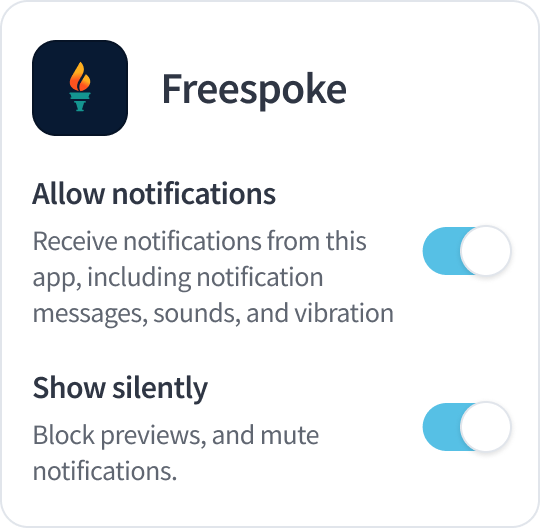 Freespoke
Allow notifications
Receive notifications from this
app, including notification
messages, sounds, and vibration
Show silently
Block previews, and mute
notifications.